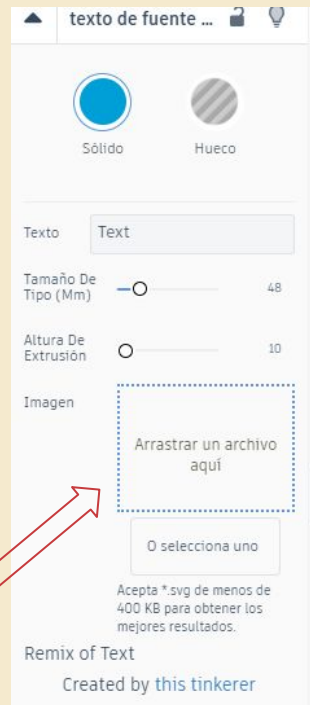 texto de fuente ...
Sólido Hueco
Texto Text
Tamaño De
Tipo (Mm) 48
Altura De
Extrusión 10
Imagen
Arrastrar un archivo
aquí
O selecciona uno
Acepta *.svg de menos de
400 KB para obtener los
mejores resultados.
Remix of Text
Created by this tinkerer